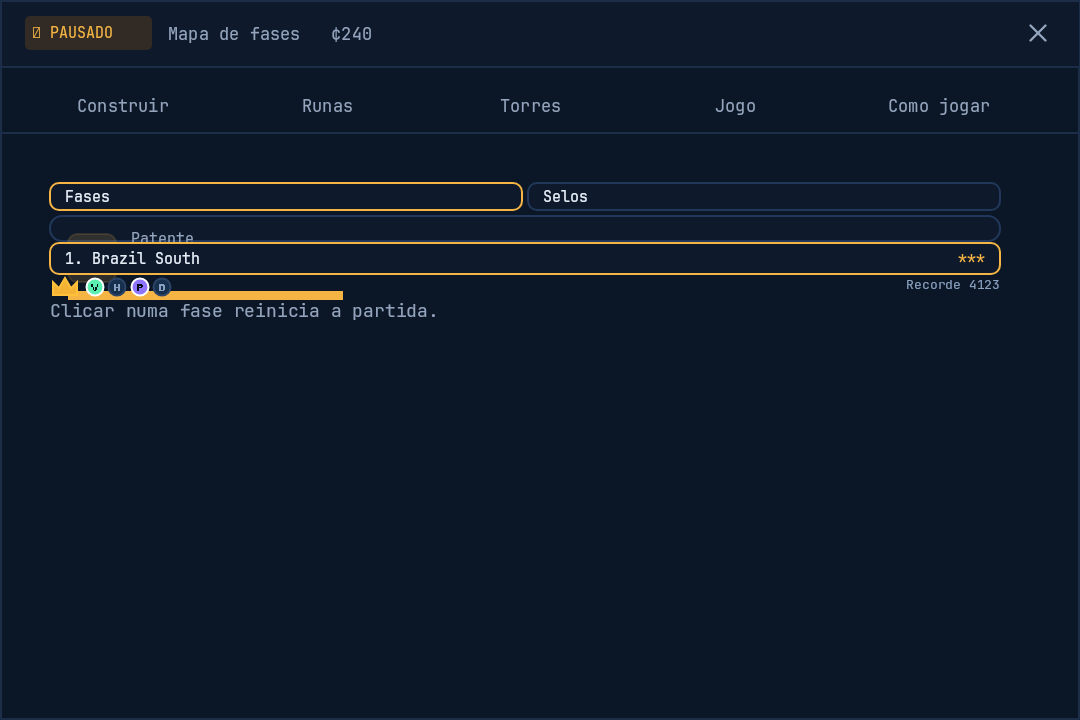 PAUSADO Mapa de fases ₵240
Construir Runas Torres Jogo Como jogar
Fases Selos
Patente
1. Brazil South ***
V H P D Recorde 4123
Clicar numa fase reinicia a partida.